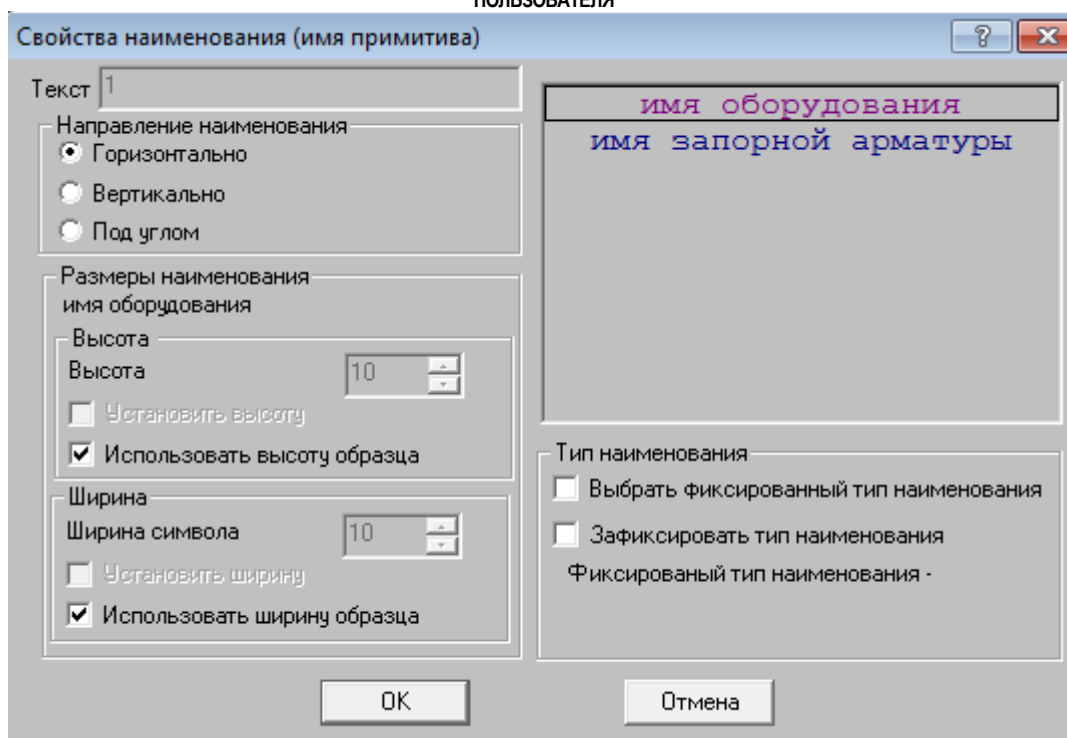 ПОЛЬЗОВАТЕЛЯ
Свойства наименования (имя примитива)
Текст 1
Направление наименования
Горизонтально
Вертикально
Под углом
Размеры наименования
имя оборудования
Высота
Высота 10
Установить высоту
Использовать высоту образца
Ширина
Ширина символа 10
Установить ширину
Использовать ширину образца
имя оборудования
имя запорной арматуры
Тип наименования
Выбрать фиксированный тип наименования
Зафиксировать тип наименования
Фиксированый тип наименования -
OK
Отмена